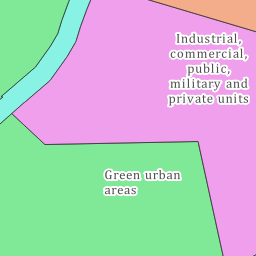 Industrial,
commercial,
public,
military and
private units
Green urban
areas